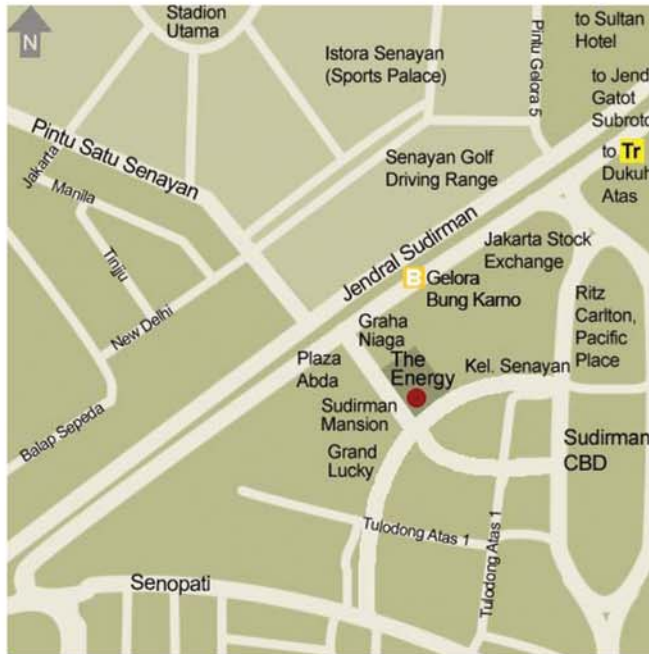 N
Stadion
Utama
Istora Senayan
(Sports Palace)
Pintu Gelora 5
to Sultan
Hotel
to Jend
Gatot
Subroto
to Tr
Dukuh
Atas
Pintu Satu Senayan
Jakarta
Manila
Tinjju
New Delhi
Balap Sepeda
Senayan Golf
Driving Range
Jendral Sudirman
Jakarta Stock
Exchange
B Gelora
Bung Karno
Ritz
Carlton,
Pacific
Place
Graha
Niaga
Plaza
Abda
The
Energy
Kel. Senayan
Sudirman
Mansion
Grand
Lucky
Sudirman
CBD
Tulodong Atas 1
Tulodong Atas 1
Senopati